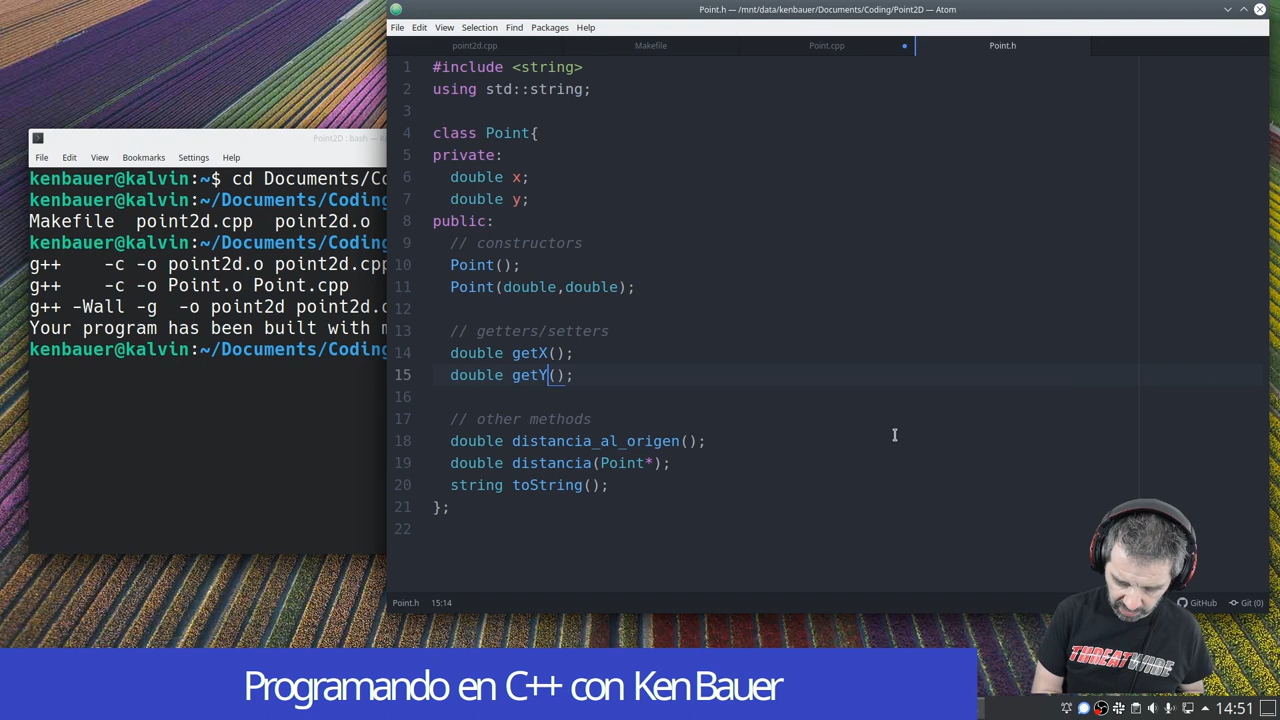 Point.h — /mnt/data/kenbauer/Documents/Coding/Point2D — Atom
File Edit View Selection Find Packages Help
point2d.cpp Makefile Point.cpp Point.h
1 #include <string>
2 using std::string;
3
4 class Point{
5 private:
6 double x;
7 double y;
8 public:
9 // constructors
10 Point();
11 Point(double,double);
12
13 // getters/setters
14 double getX();
15 double getY();
16
17 // other methods
18 double distancia_al_origen();
19 double distancia(Point*);
20 string toString();
21 };
22
Point.h 15:14 GitHub Git (0)
Point2D : bash —
File Edit View Bookmarks Settings Help
kenbauer@kalvin:~$ cd Documents/Co
kenbauer@kalvin:~/Documents/Coding
Makefile point2d.cpp point2d.o
kenbauer@kalvin:~/Documents/Coding
g++ -c -o point2d.o point2d.cpp
g++ -c -o Point.o Point.cpp
g++ -Wall -g -o point2d point2d.o
Your program has been built with m
kenbauer@kalvin:~/Documents/Coding
THREATWIRE
Programando en C++ con Ken Bauer
14:51